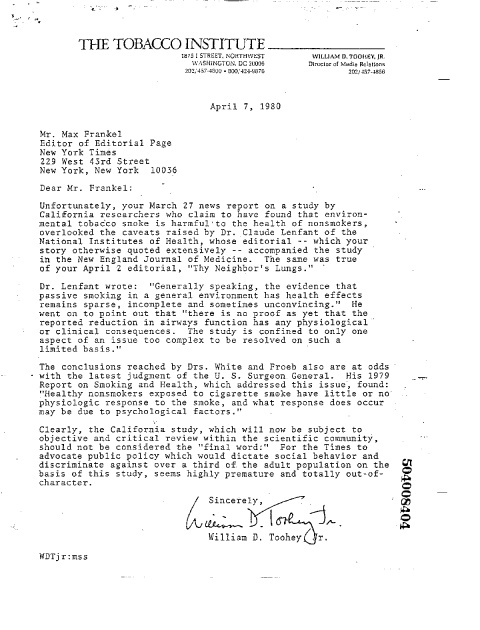 THE TOBACCO INSTITUTE
1875 I STREET, NORTHWEST
WASHINGTON, DC 20006
202/457-4800 • 800/424-9876
WILLIAM D. TOOHEY, JR.
Director of Media Relations
202/457-4856
April 7, 1980
Mr. Max Frankel
Editor of Editorial Page
New York Times
229 West 43rd Street
New York, New York 10036
Dear Mr. Frankel:
Unfortunately, your March 27 news report on a study by
California researchers who claim to have found that environ-
mental tobacco smoke is harmful to the health of nonsmokers,
overlooked the caveats raised by Dr. Claude Lenfant of the
National Institutes of Health, whose editorial -- which your
story otherwise quoted extensively -- accompanied the study
in the New England Journal of Medicine. The same was true
of your April 2 editorial, "Thy Neighbor's Lungs."
Dr. Lenfant wrote: "Generally speaking, the evidence that
passive smoking in a general environment has health effects
remains sparse, incomplete and sometimes unconvincing." He
went on to point out that "there is no proof as yet that the
reported reduction in airways function has any physiological
or clinical consequences. The study is confined to only one
aspect of an issue too complex to be resolved on such a
limited basis."
The conclusions reached by Drs. White and Froeb also are at odds
with the latest judgment of the U. S. Surgeon General. His 1979
Report on Smoking and Health, which addressed this issue, found:
"Healthy nonsmokers exposed to cigarette smoke have little or no
physiologic response to the smoke, and what response does occur
may be due to psychological factors."
Clearly, the California study, which will now be subject to
objective and critical review within the scientific community,
should not be considered the "final word:" For the Times to
advocate public policy which would dictate social behavior and
discriminate against over a third of the adult population on the
basis of this study, seems highly premature and totally out-of-
character.
Sincerely,
William D. Toohey Jr.
William D. Toohey, Jr.
WDTjr:mss
504008404